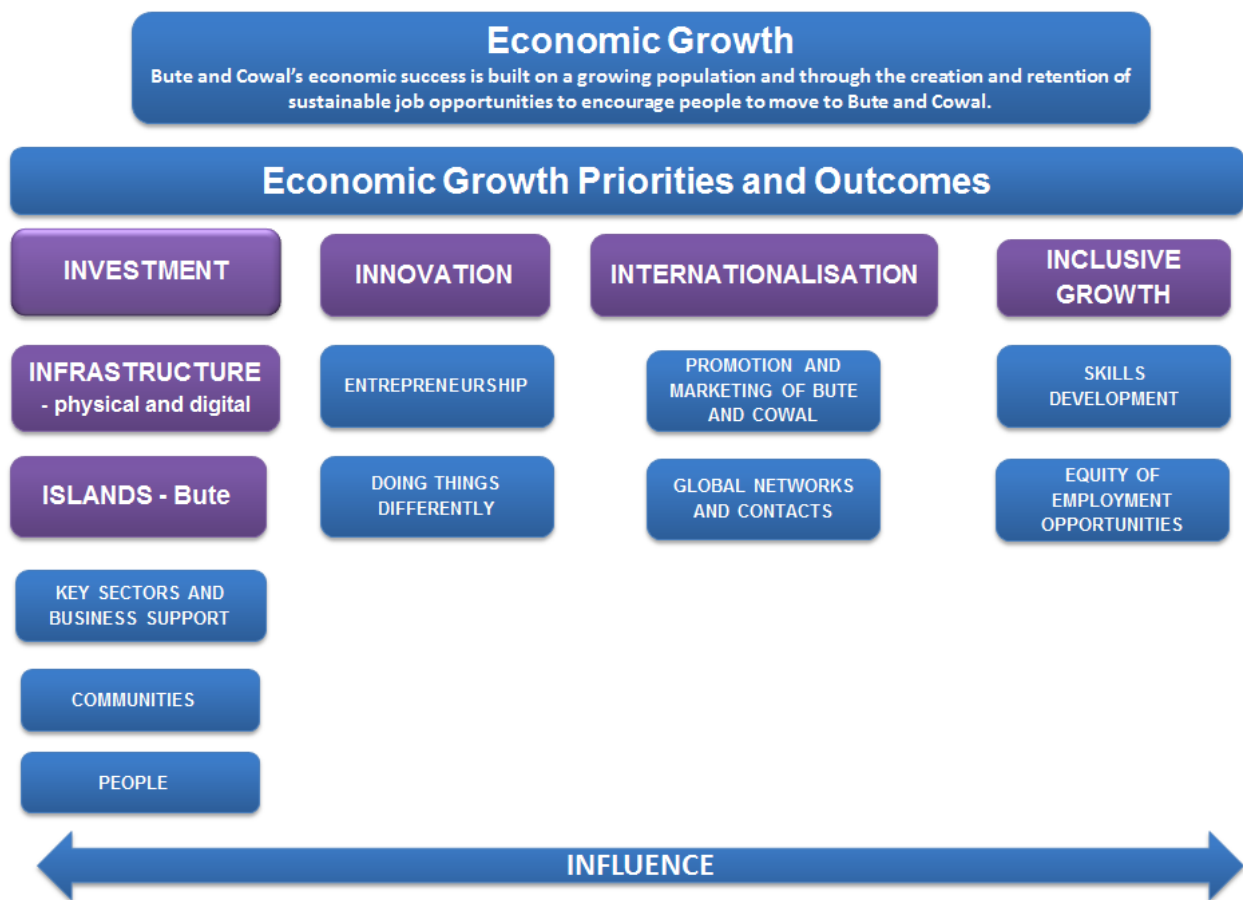 Economic Growth
Bute and Cowal's economic success is built on a growing population and through the creation and retention of
sustainable job opportunities to encourage people to move to Bute and Cowal.
Economic Growth Priorities and Outcomes
INVESTMENT
INFRASTRUCTURE
- physical and digital
ISLANDS - Bute
KEY SECTORS AND
BUSINESS SUPPORT
COMMUNITIES
PEOPLE
INNOVATION
ENTREPRENEURSHIP
DOING THINGS
DIFFERENTLY
INTERNATIONALISATION
PROMOTION AND
MARKETING OF BUTE
AND COWAL
GLOBAL NETWORKS
AND CONTACTS
INCLUSIVE
GROWTH
SKILLS
DEVELOPMENT
EQUITY OF
EMPLOYMENT
OPPORTUNITIES
INFLUENCE